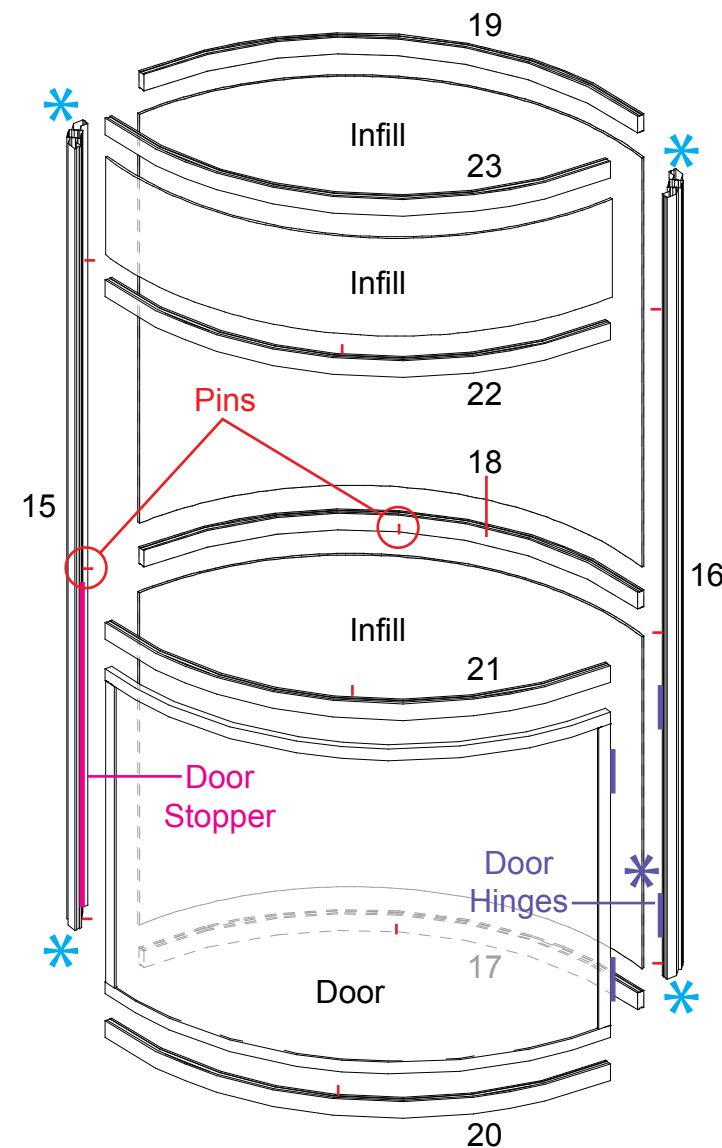 19
Infill
23
Infill
22
Pins
18
15
16
Infill
21
Door
Stopper
Door
Hinges
17
Door
20